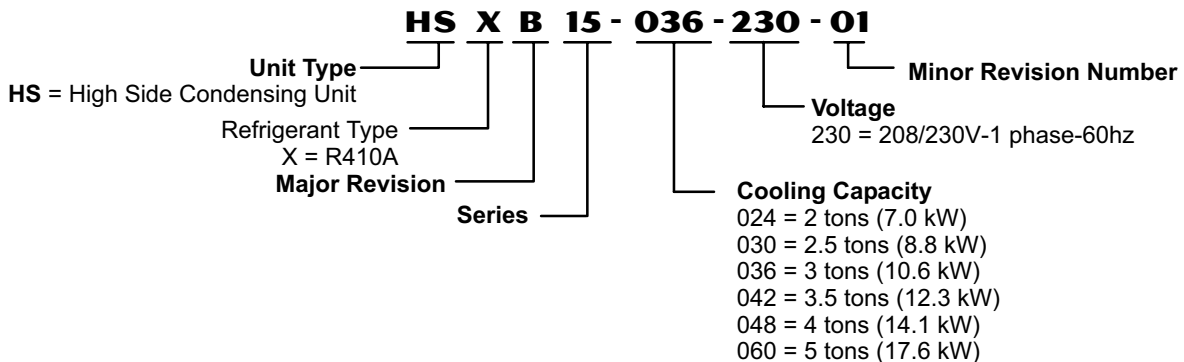 HS X B 15 - 036 - 230 - 01
Unit Type
HS = High Side Condensing Unit
Refrigerant Type
X = R410A
Major Revision
Series
Minor Revision Number
Voltage
230 = 208/230V-1 phase-60hz
Cooling Capacity
024 = 2 tons (7.0 kW)
030 = 2.5 tons (8.8 kW)
036 = 3 tons (10.6 kW)
042 = 3.5 tons (12.3 kW)
048 = 4 tons (14.1 kW)
060 = 5 tons (17.6 kW)